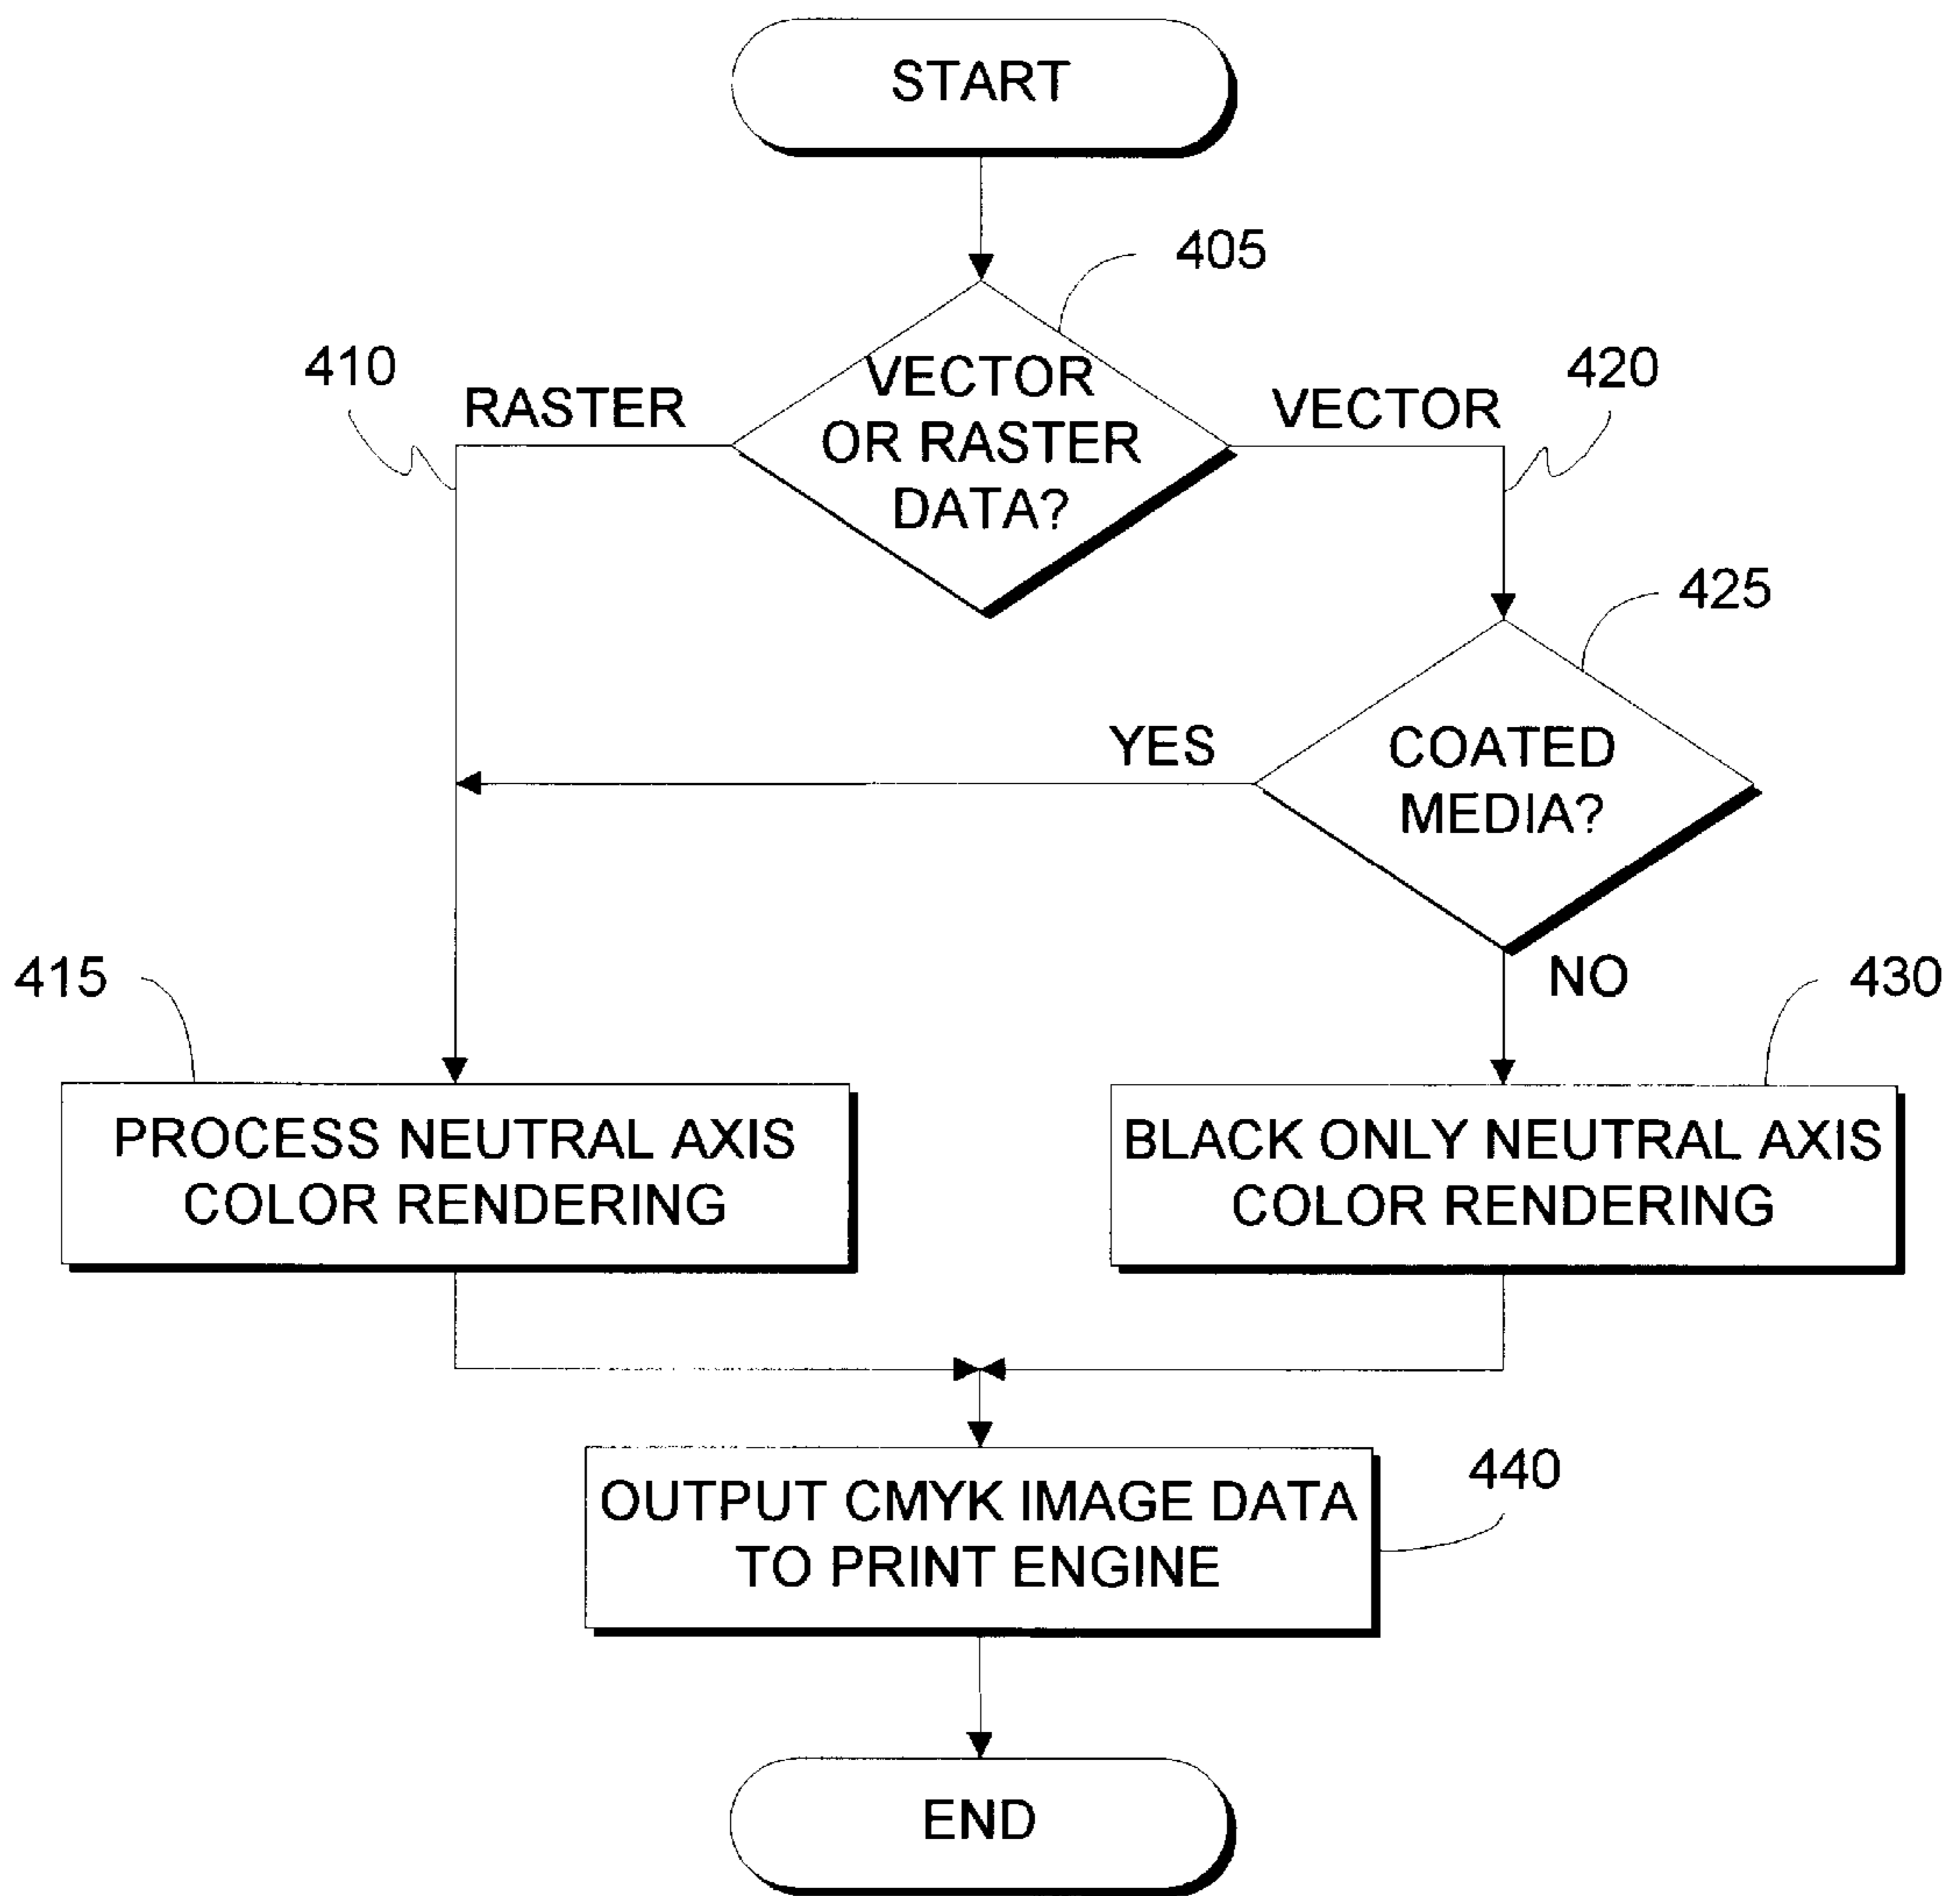 START
405
410
RASTER
VECTOR
OR RASTER
DATA?
VECTOR
420
425
YES
COATED
MEDIA?
415
NO
430
PROCESS NEUTRAL AXIS
COLOR RENDERING
BLACK ONLY NEUTRAL AXIS
COLOR RENDERING
OUTPUT CMYK IMAGE DATA
TO PRINT ENGINE
440
END